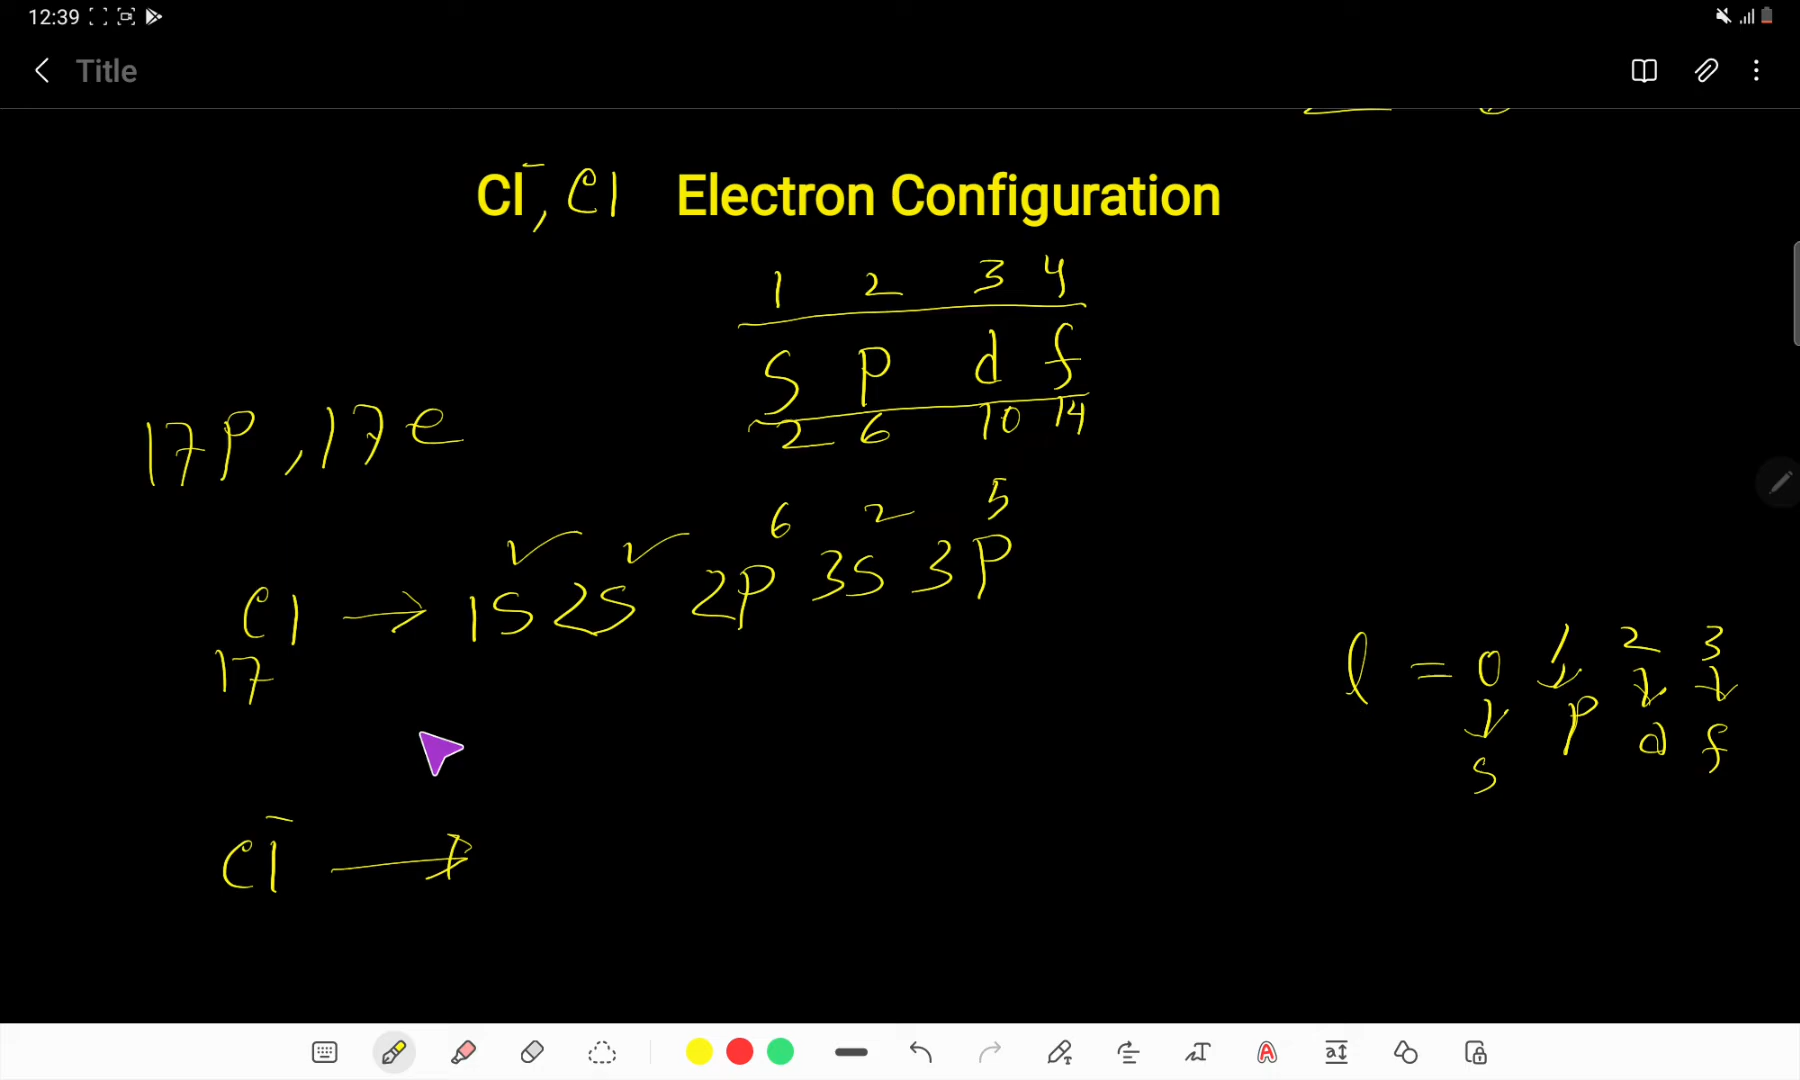 12:39
Title
Cl⁻, Cl Electron Configuration
1 2 3 4
S P d f
2 6 10 14
17P, 17e
Cl → 1S 2S 2P⁶ 3S² 3P⁵
17
l = 0 1 2 3
s p d f
Cl⁻ →